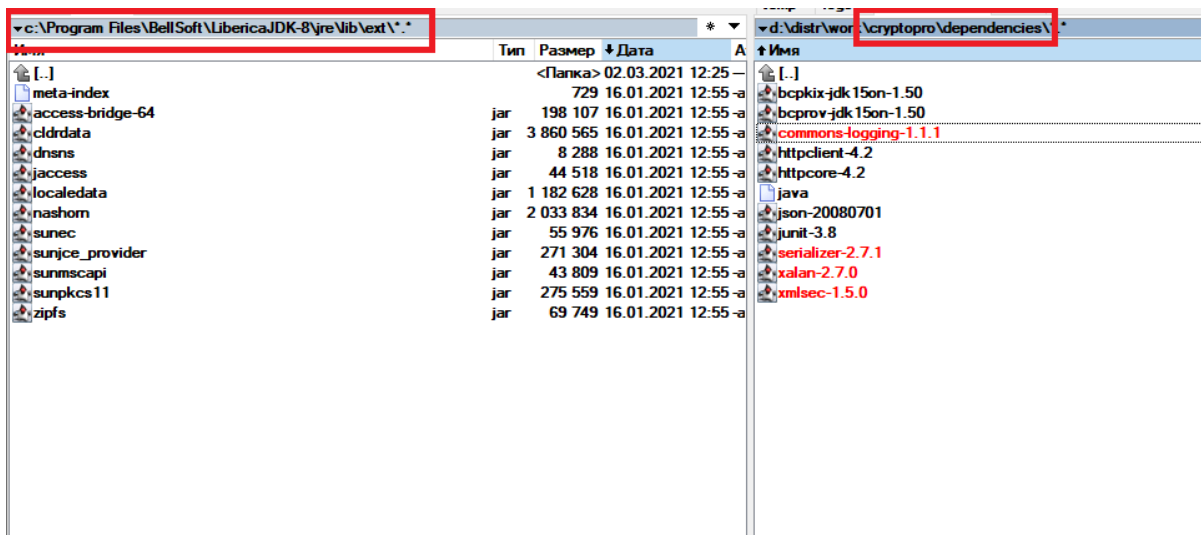 c:\Program Files\BellSoft\LibericaJDK-8\jre\lib\ext\*.* * ▼
Имя Тип Размер Дата А
[..] <Папка> 02.03.2021 12:25 —
meta-index 729 16.01.2021 12:55 -a
access-bridge-64 jar 198 107 16.01.2021 12:55 -a
cldrdata jar 3 860 565 16.01.2021 12:55 -a
dnsns jar 8 288 16.01.2021 12:55 -a
jaccess jar 44 518 16.01.2021 12:55 -a
localedata jar 1 182 628 16.01.2021 12:55 -a
nashorn jar 2 033 834 16.01.2021 12:55 -a
sunec jar 55 976 16.01.2021 12:55 -a
sunjce_provider jar 271 304 16.01.2021 12:55 -a
sunmscapi jar 43 809 16.01.2021 12:55 -a
sunpkcs11 jar 275 559 16.01.2021 12:55 -a
zipfs jar 69 749 16.01.2021 12:55 -a
d:\distr\work\cryptopro\dependencies\*.*
Имя
[..]
bcpkix-jdk15on-1.50
bcprov-jdk15on-1.50
commons-logging-1.1.1
httpclient-4.2
httpcore-4.2
java
json-20080701
junit-3.8
serializer-2.7.1
xalan-2.7.0
xmlsec-1.5.0